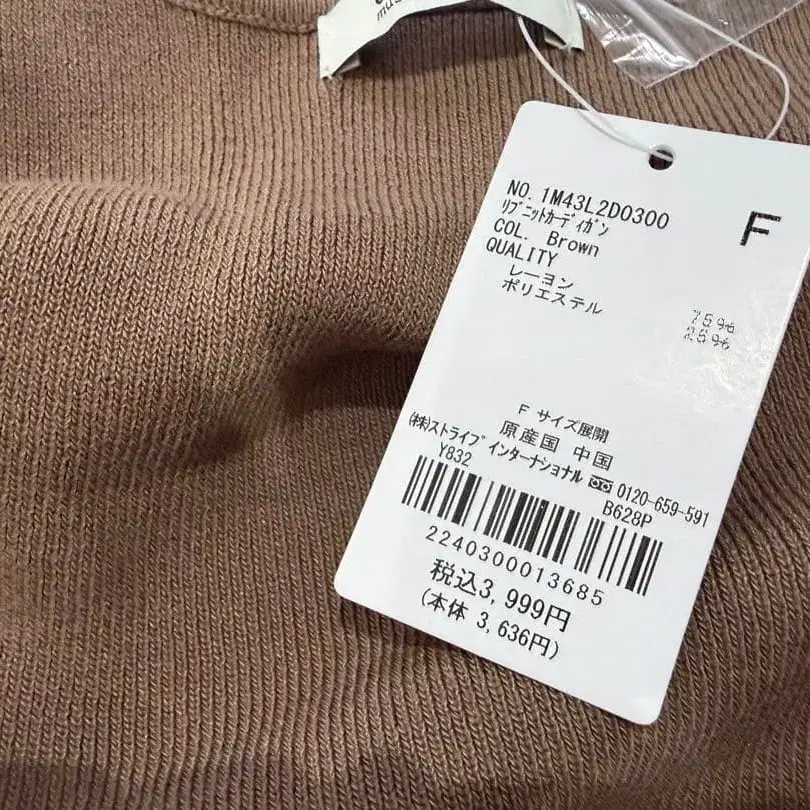 NO. 1M43L2D0300
ﾘﾌﾞﾆｯﾄｶｰﾃﾞｨｶﾞﾝ
F
COL. Brown
QUALITY
レーヨン 75%
ポリエステル 25%
F サイズ展開
原産国 中国
(株)ストライプインターナショナル 0120-659-591
Y832 B628P
2240300013685
税込3,999円
(本体 3,636円)